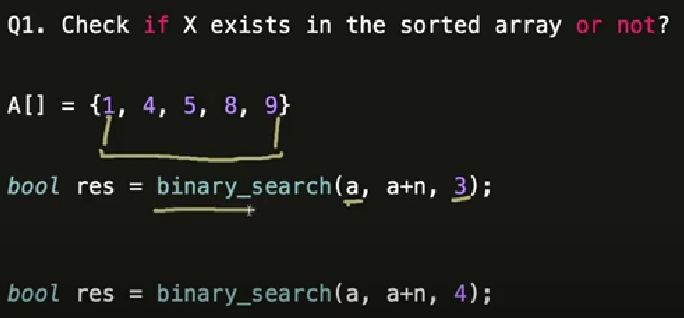 Q1. Check if X exists in the sorted array or not?
A[] = {1, 4, 5, 8, 9}
bool res = binary_search(a, a+n, 3);
bool res = binary_search(a, a+n, 4);